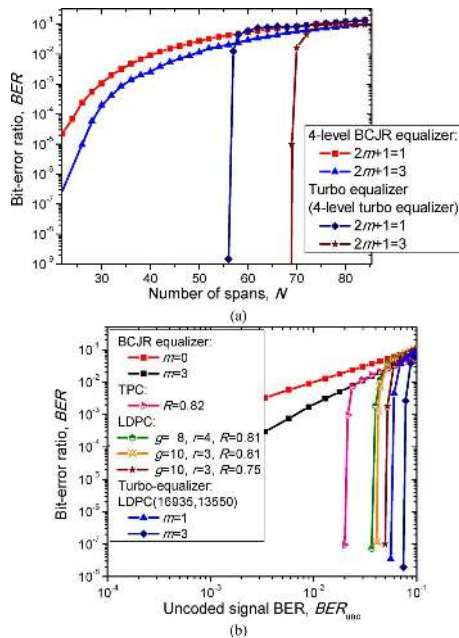 10⁰
10⁻¹
10⁻²
10⁻³
10⁻⁴
10⁻⁵
10⁻⁶
10⁻⁷
10⁻⁸
10⁻⁹
Bit-error ratio, BER
4-level BCJR equalizer:
2m+1=1
2m+1=3
Turbo equalizer
(4-level turbo equalizer)
2m+1=1
2m+1=3
30 40 50 60 70 80
Number of spans, N
(a)
10⁻¹
10⁻²
10⁻³
10⁻⁴
10⁻⁵
10⁻⁶
10⁻⁷
Bit-error ratio, BER
BCJR equalizer:
m=0
m=3
TPC:
R=0.82
LDPC:
g= 8, r=4, R=0.81
g=10, r=3, R=0.81
g=10, r=3, R=0.75
Turbo-equalizer:
LDPC(16935,13550)
m=1
m=3
10⁻⁴ 10⁻³ 10⁻² 10⁻¹
Uncoded signal BER, BERunc
(b)